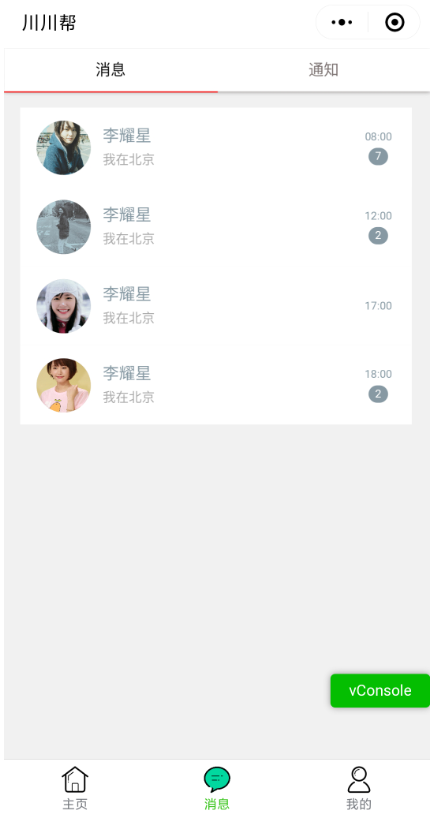 川川帮
消息 通知
李耀星 08:00
我在北京 7
李耀星 12:00
我在北京 2
李耀星
我在北京 17:00
李耀星 18:00
我在北京 2
vConsole
主页 消息 我的